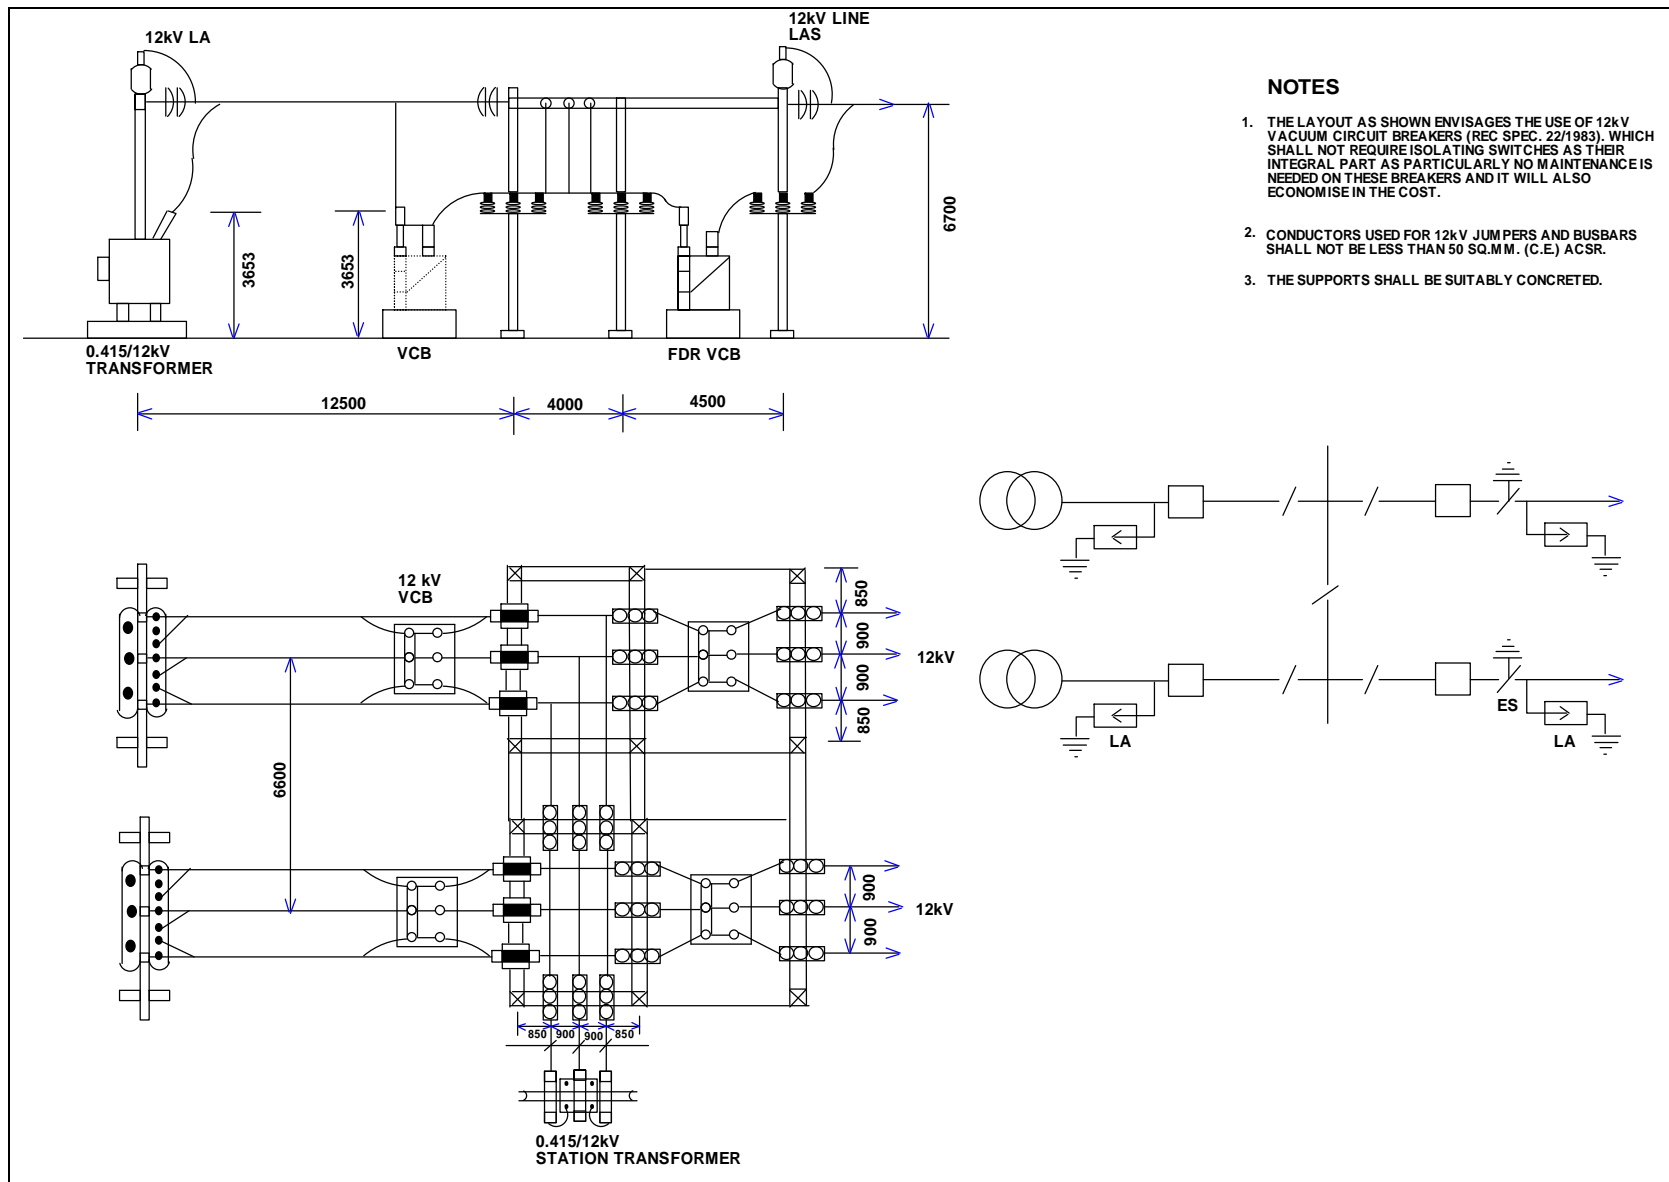 12kV LA
12kV LINE
LAS
3653
3653
6700
0.415/12kV
TRANSFORMER
VCB
FDR VCB
12500
4000
4500
NOTES
1. THE LAYOUT AS SHOWN ENVISAGES THE USE OF 12kV
VACUUM CIRCUIT BREAKERS (REC SPEC. 22/1983). WHICH
SHALL NOT REQUIRE ISOLATING SWITCHES AS THEIR
INTEGRAL PART AS PARTICULARLY NO MAINTENANCE IS
NEEDED ON THESE BREAKERS AND IT WILL ALSO
ECONOMISE IN THE COST.
2. CONDUCTORS USED FOR 12kV JUMPERS AND BUSBARS
SHALL NOT BE LESS THAN 50 SQ.MM. (C.E.) ACSR.
3. THE SUPPORTS SHALL BE SUITABLY CONCRETED.
12 kV
VCB
850
900
900
850
12kV
6600
900
900
12kV
850
900
900
850
0.415/12kV
STATION TRANSFORMER
LA
ES
LA